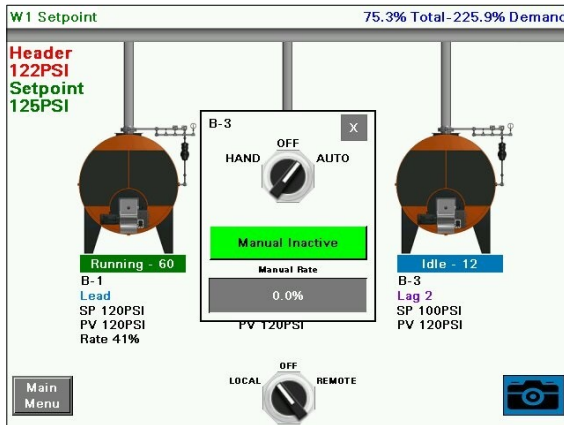 W1 Setpoint
75.3% Total-225.9% Demand
Header
122PSI
Setpoint
125PSI
B-3
X
OFF
HAND
AUTO
Manual Inactive
Manual Rate
0.0%
Running - 60
B-1
Lead
SP 120PSI
PV 120PSI
Rate 41%
PV 120PSI
Idle - 12
B-3
Lag 2
SP 100PSI
PV 120PSI
OFF
LOCAL
REMOTE
Main
Menu